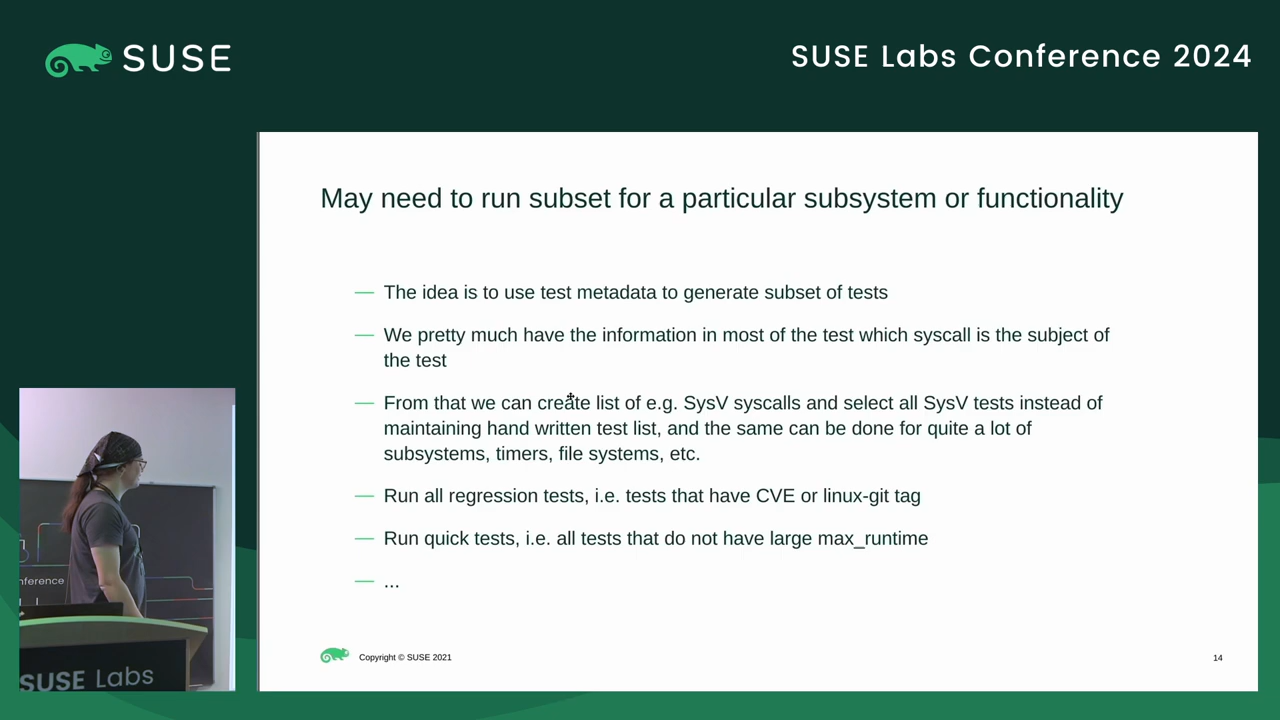 SUSE
SUSE Labs Conference 2024
May need to run subset for a particular subsystem or functionality
— The idea is to use test metadata to generate subset of tests
— We pretty much have the information in most of the test which syscall is the subject of
the test
— From that we can create list of e.g. SysV syscalls and select all SysV tests instead of
maintaining hand written test list, and the same can be done for quite a lot of
subsystems, timers, file systems, etc.
— Run all regression tests, i.e. tests that have CVE or linux-git tag
— Run quick tests, i.e. all tests that do not have large max_runtime
— ...
Copyright © SUSE 2021
14
nference
SUSE Labs